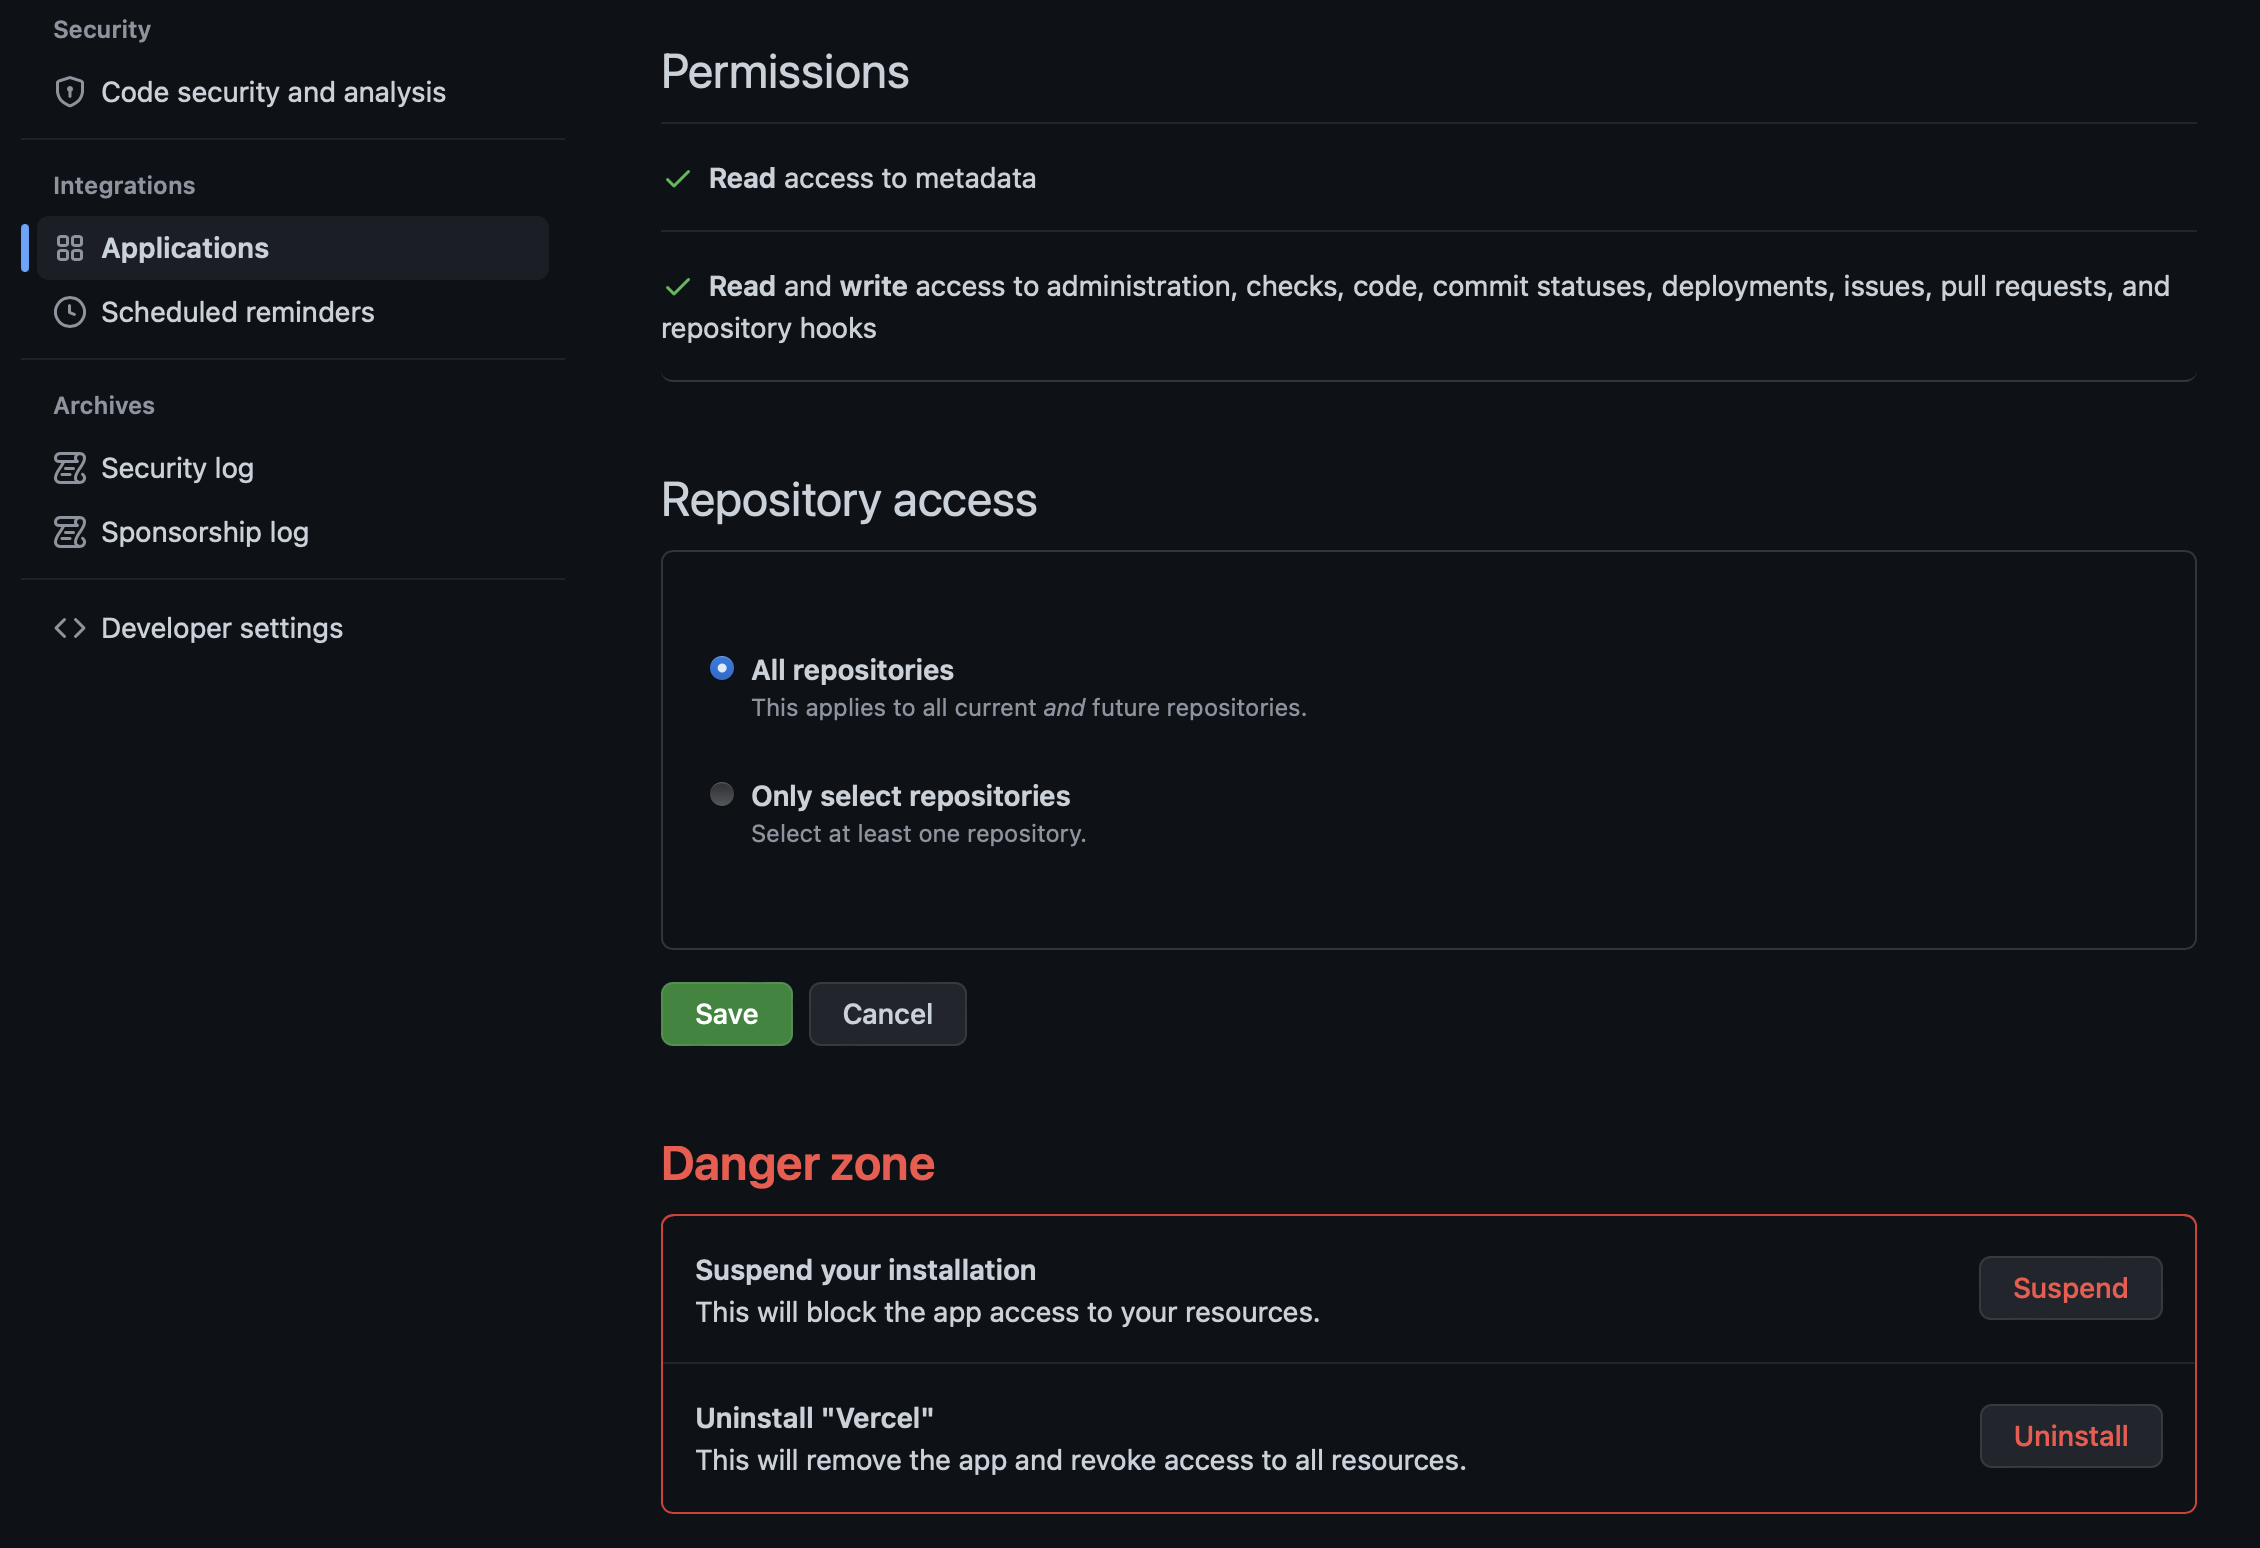 Security
Code security and analysis
Integrations
Applications
Scheduled reminders
Archives
Security log
Sponsorship log
Developer settings
Permissions
Read access to metadata
Read and write access to administration, checks, code, commit statuses, deployments, issues, pull requests, and
repository hooks
Repository access
All repositories
This applies to all current and future repositories.
Only select repositories
Select at least one repository.
Save
Cancel
Danger zone
Suspend your installation
This will block the app access to your resources.
Suspend
Uninstall "Vercel"
This will remove the app and revoke access to all resources.
Uninstall